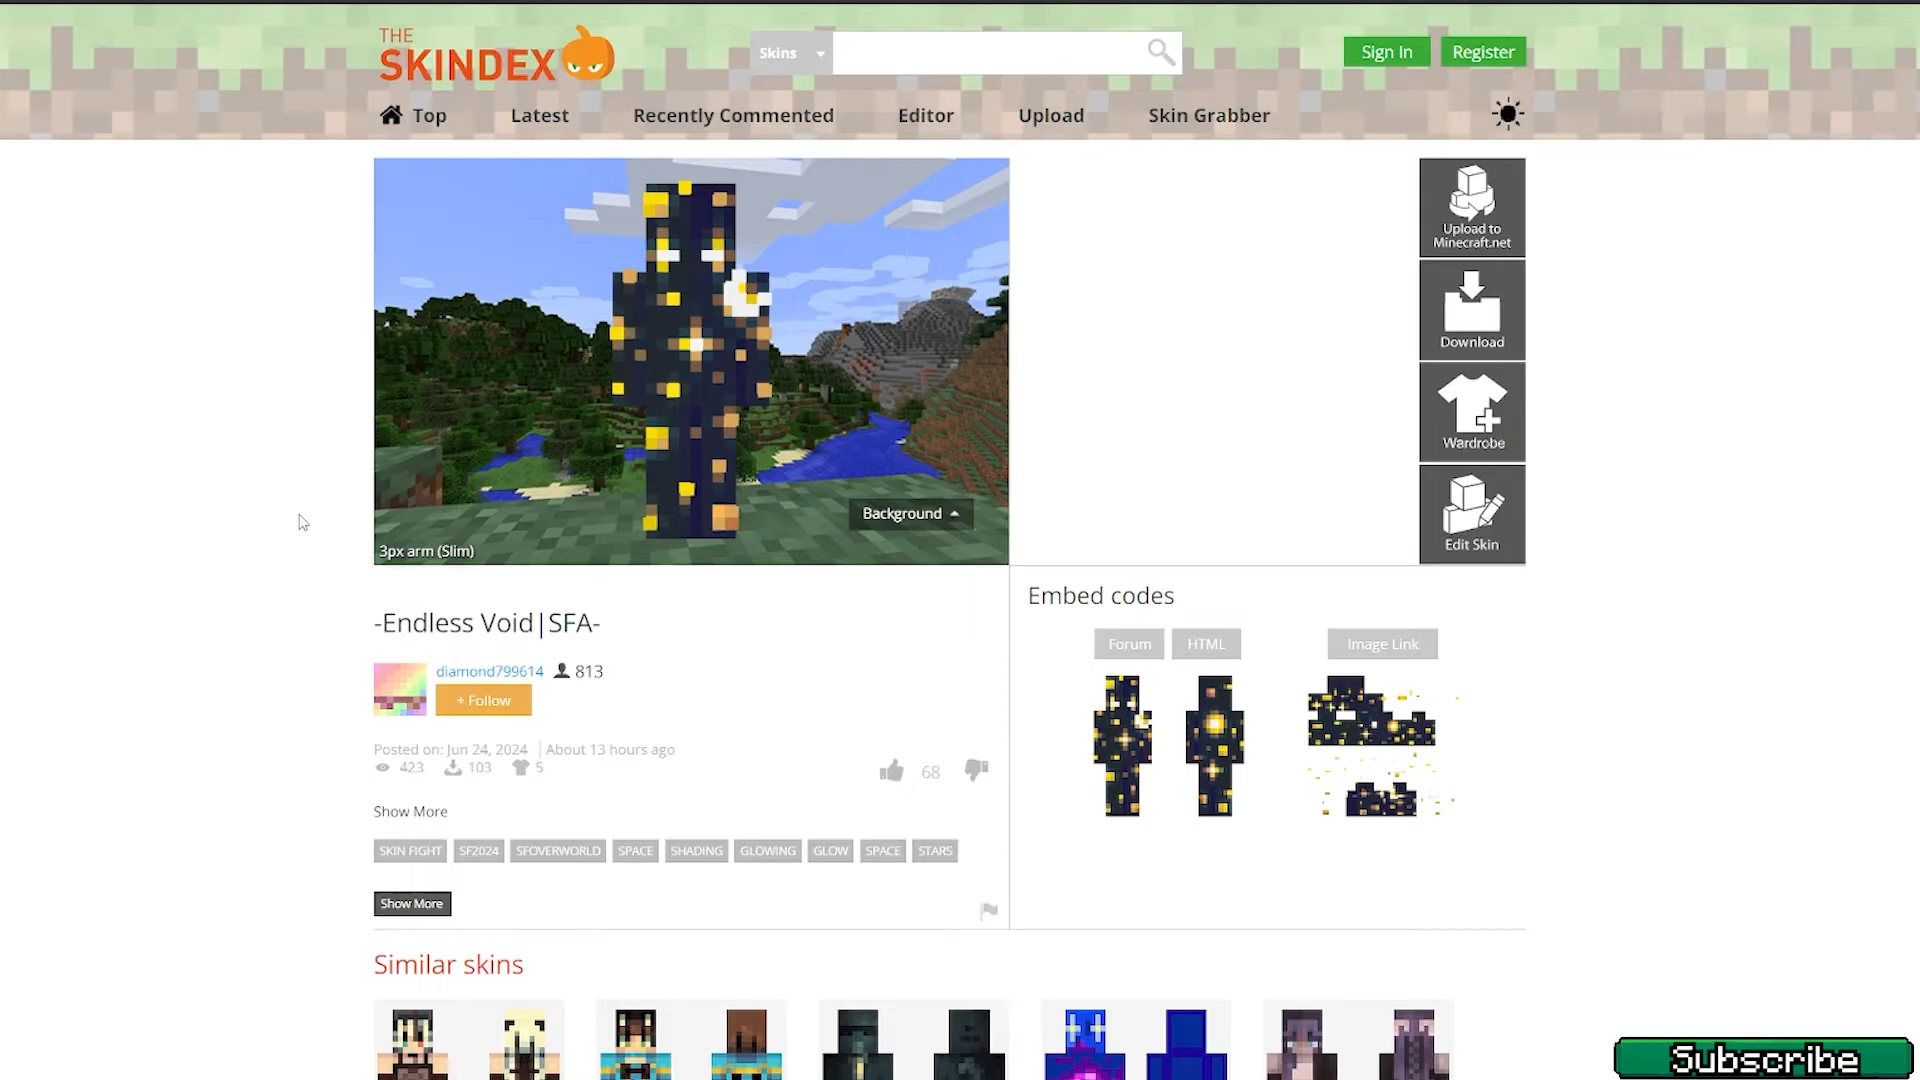 THE
SKINDEX
Skins
Sign In
Register
Top
Latest
Recently Commented
Editor
Upload
Skin Grabber
Upload to
Minecraft.net
Download
Wardrobe
Edit Skin
Background
3px arm (Slim)
-Endless Void|SFA-
diamond799614
813
+ Follow
Posted on: Jun 24, 2024
About 13 hours ago
423
103
5
68
Show More
SKIN FIGHT
SF2024
SFOVERWORLD
SPACE
SHADING
GLOWING
GLOW
SPACE
STARS
Show More
Embed codes
Forum
HTML
Image Link
Similar skins
Subscribe